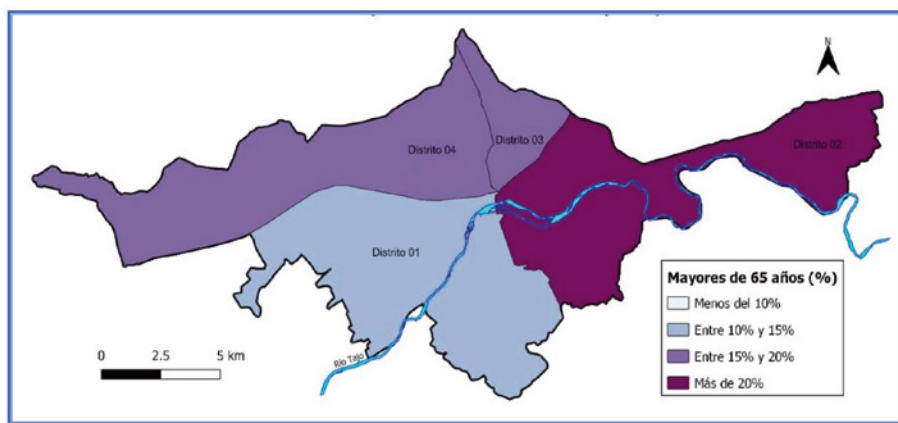 N
Distrito 04
Distrito 03
Distrito 02
Distrito 01
Río Tajo
0 2.5 5 km
Mayores de 65 años (%)
Menos del 10%
Entre 10% y 15%
Entre 15% y 20%
Más de 20%